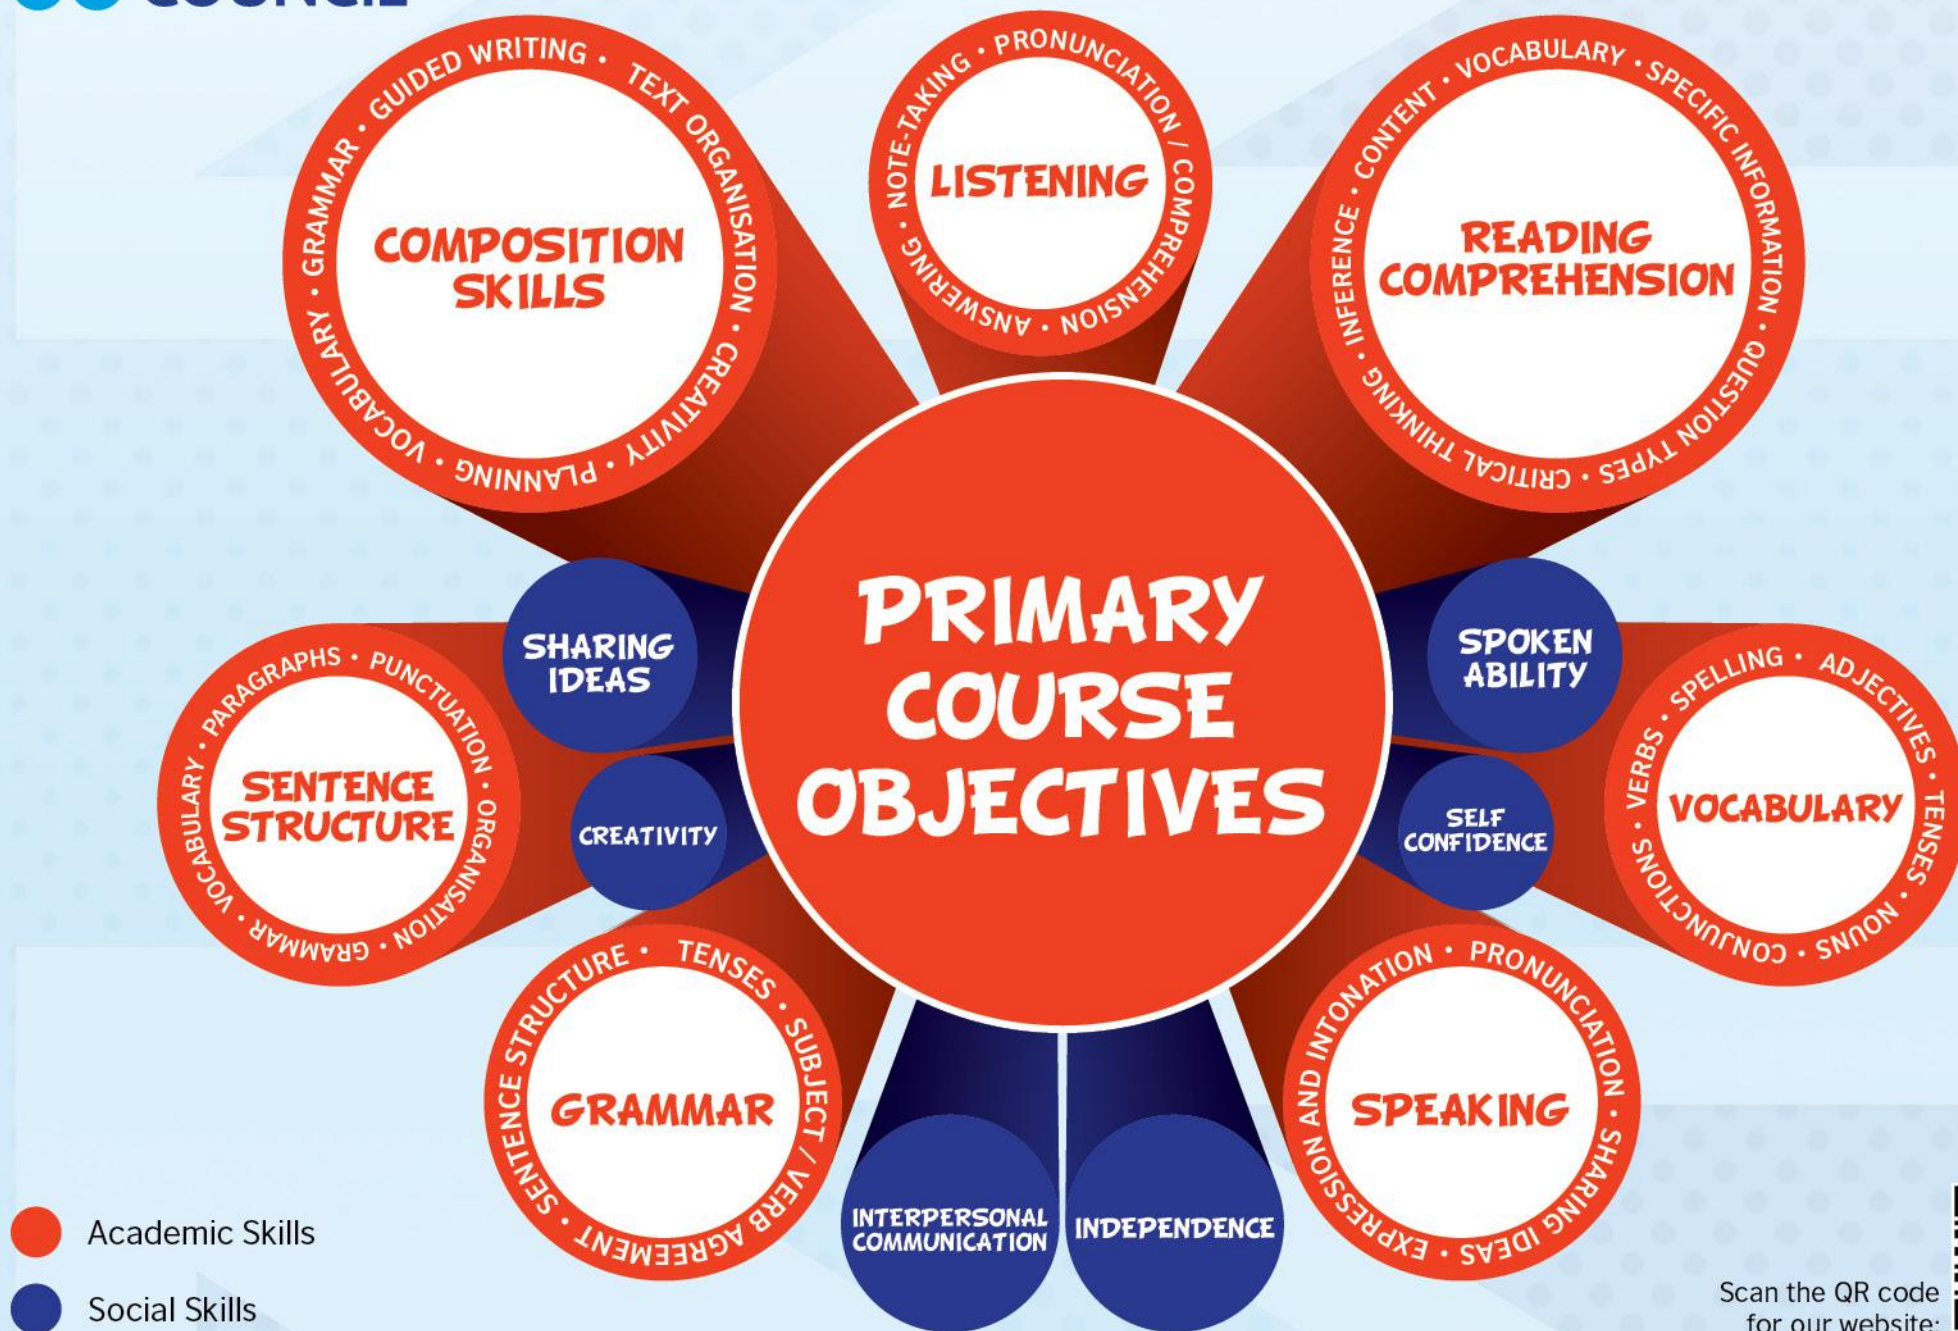 COUNCIL
GRAMMAR • GUIDED WRITING • TEXT ORGANISATION • CREATIVITY • PLANNING • VOCABULARY •
COMPOSITION
SKILLS
NOTE-TAKING • PRONUNCIATION / COMPREHENSION • ANSWERING •
LISTENING
INFERENCE • CONTENT • VOCABULARY • SPECIFIC INFORMATION • QUESTION TYPES • CRITICAL THINKING •
READING
COMPREHENSION
PRIMARY
COURSE
OBJECTIVES
SHARING
IDEAS
SPOKEN
ABILITY
VOCABULARY • PARAGRAPHS • PUNCTUATION • ORGANISATION • GRAMMAR •
SENTENCE
STRUCTURE
CREATIVITY
SELF
CONFIDENCE
VERBS • SPELLING • ADJECTIVES • TENSES • NOUNS • CONJUNCTIONS •
VOCABULARY
SENTENCE STRUCTURE • TENSES • SUBJECT / VERB AGREEMENT •
GRAMMAR
INTERPERSONAL
COMMUNICATION
INDEPENDENCE
EXPRESSION AND INTONATION • PRONUNCIATION • SHARING IDEAS •
SPEAKING
Academic Skills
Social Skills
Scan the QR code
for our website: